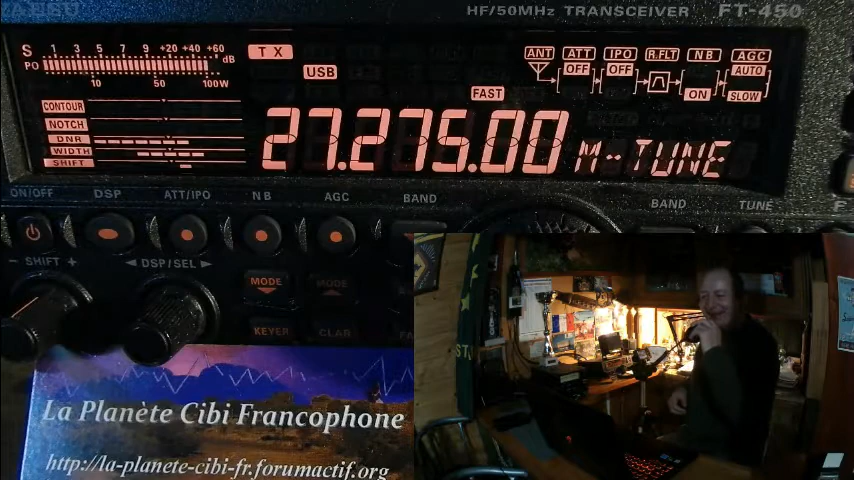 YAESU
HF/50MHz TRANSCEIVER FT-450
S 1 3 5 7 9 +20 +40 +60 dB
PO 10 50 100W
TX
USB
FAST
ANT ATT IPO R.FLT NB AGC
OFF OFF AUTO
ON SLOW
CONTOUR
NOTCH
DNR
WIDTH
SHIFT
27.275.00 M-TUNE
ON/OFF DSP ATT/IPO NB AGC BAND BAND TUNE F
- SHIFT + ◄ DSP/SEL ►
MODE MODE
KEYER CLAR FA
La Planète Cibi Francophone
http://la-planete-cibi-fr.forumactif.org